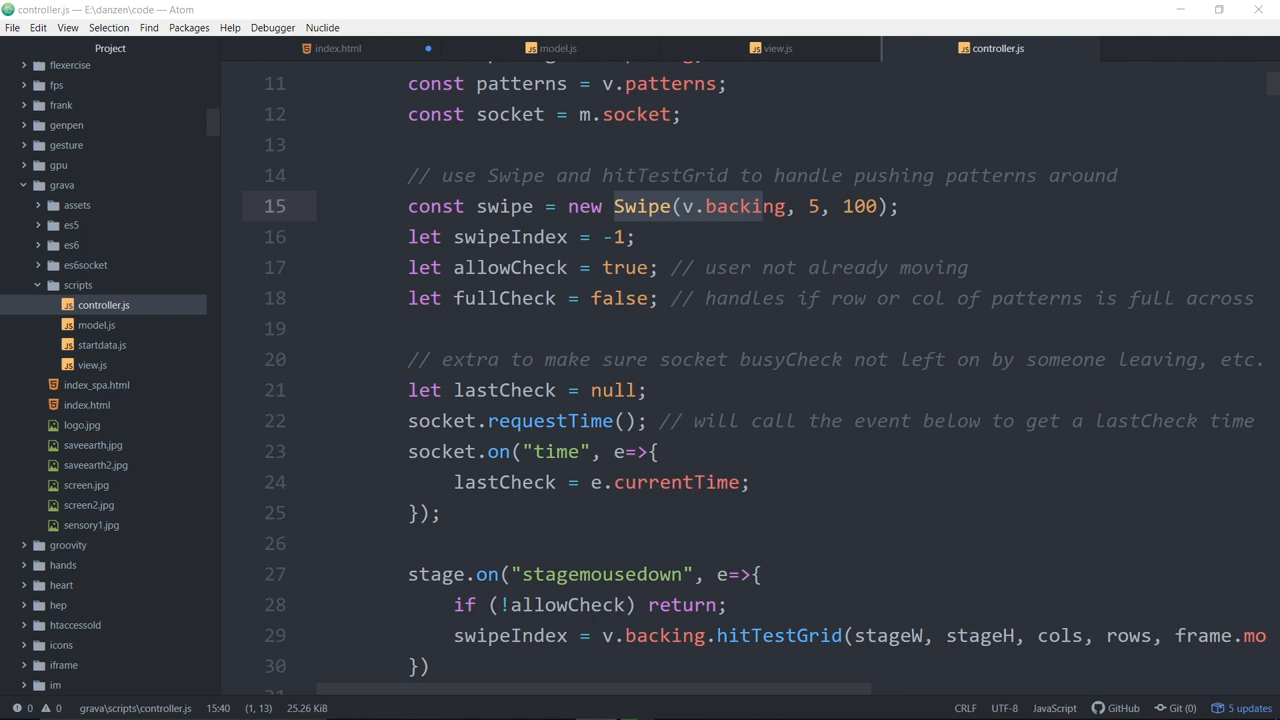 controller.js — E:\danzen\code — Atom
File Edit View Selection Find Packages Help Debugger Nuclide
Project
index.html
model.js
view.js
controller.js
flexercise
fps
frank
genpen
gesture
gpu
grava
assets
es5
es6
es6socket
scripts
controller.js
model.js
startdata.js
view.js
index_spa.html
index.html
logo.jpg
saveearth.jpg
saveearth2.jpg
screen.jpg
screen2.jpg
sensory1.jpg
groovity
hands
heart
hep
htaccessold
icons
iframe
im
11 const patterns = v.patterns;
12 const socket = m.socket;
13
14 // use Swipe and hitTestGrid to handle pushing patterns around
15 const swipe = new Swipe(v.backing, 5, 100);
16 let swipeIndex = -1;
17 let allowCheck = true; // user not already moving
18 let fullCheck = false; // handles if row or col of patterns is full across
19
20 // extra to make sure socket busyCheck not left on by someone leaving, etc.
21 let lastCheck = null;
22 socket.requestTime(); // will call the event below to get a lastCheck time
23 socket.on("time", e=>{
24 lastCheck = e.currentTime;
25 });
26
27 stage.on("stagemousedown", e=>{
28 if (!allowCheck) return;
29 swipeIndex = v.backing.hitTestGrid(stageW, stageH, cols, rows, frame.mo
30 })
0 0 grava\scripts\controller.js 15:40 (1, 13) 25.26 KiB CRLF UTF-8 JavaScript GitHub Git (0) 5 updates